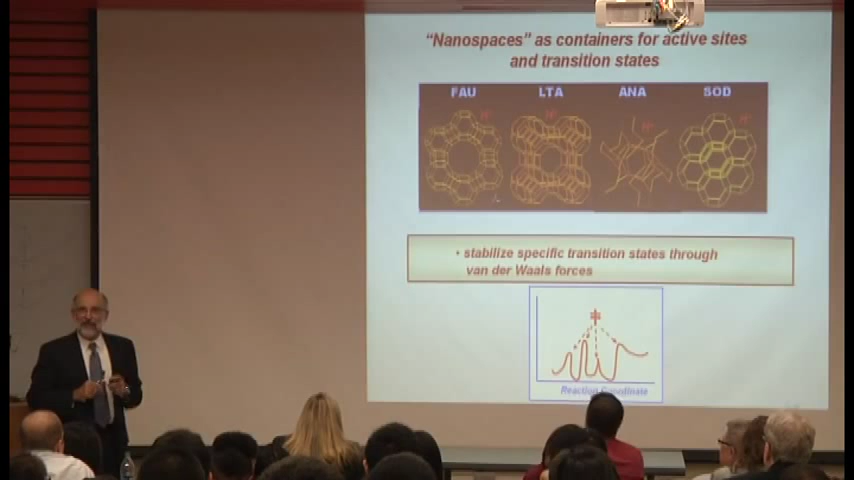 "Nanospaces" as containers for active sites
and transition states
FAU LTA ANA SOD
H+ H+ H+ H+
• stabilize specific transition states through
van der Waals forces
‡
Reaction Coordinate